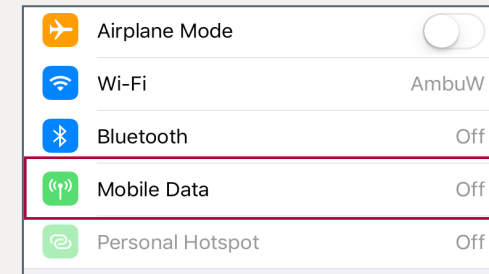 Airplane Mode
Wi-Fi AmbuW
Bluetooth Off
Mobile Data Off
Personal Hotspot Off